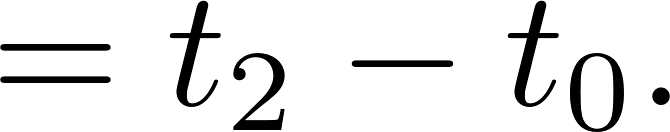 = t₂ − t₀.